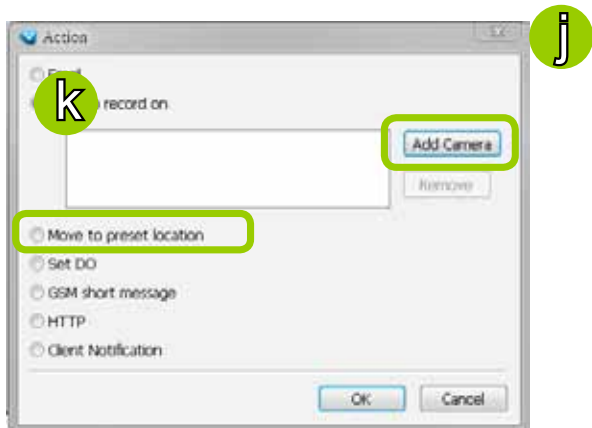 Action
j
k
record on
Add Camera
Remove
Move to preset location
Set DO
GSM short message
HTTP
Client Notification
OK
Cancel